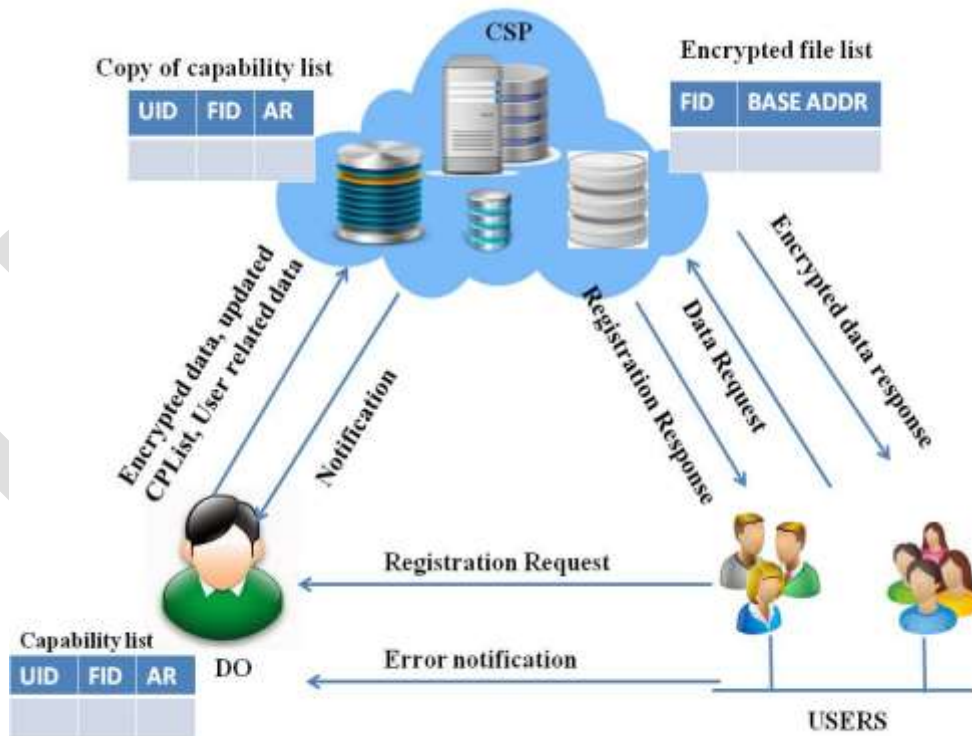 CSP
Copy of capability list
UID FID AR
Encrypted file list
FID BASE ADDR
Encrypted data, updated
CPList, User related data
Notification
Registration Response
Data Request
Encrypted data response
Registration Request
Capability list
UID FID AR
DO
Error notification
USERS